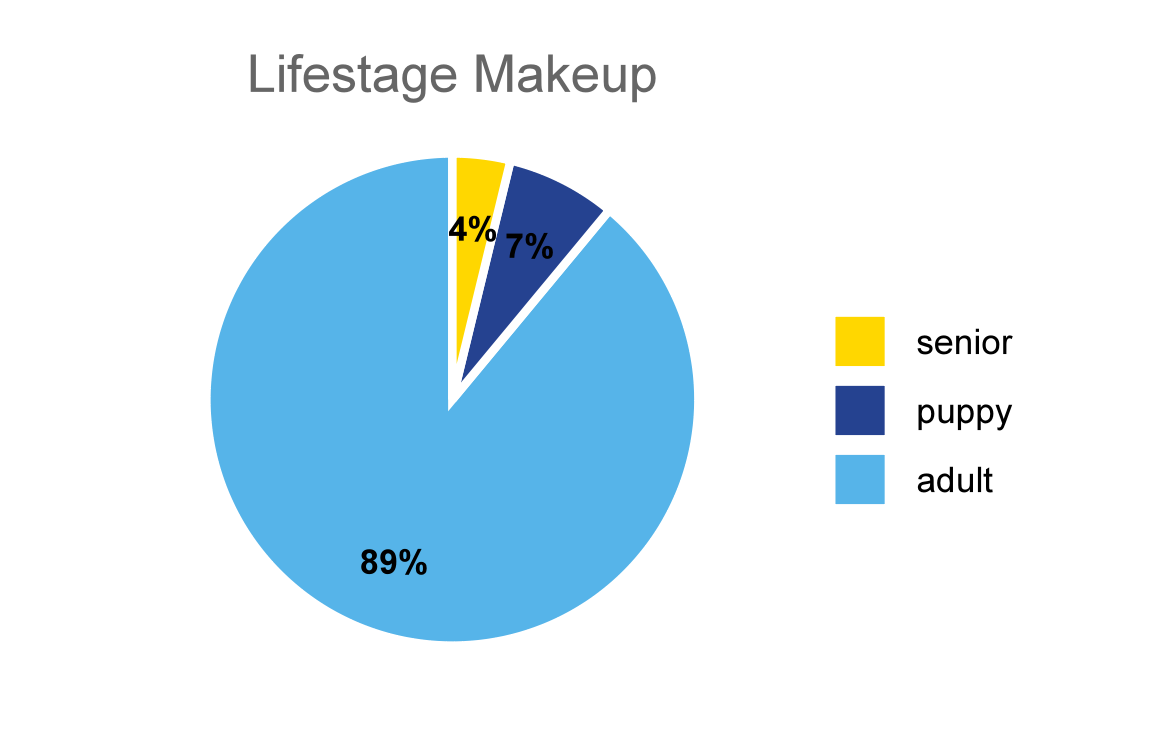 Lifestage Makeup
4%
7%
89%
senior
puppy
adult